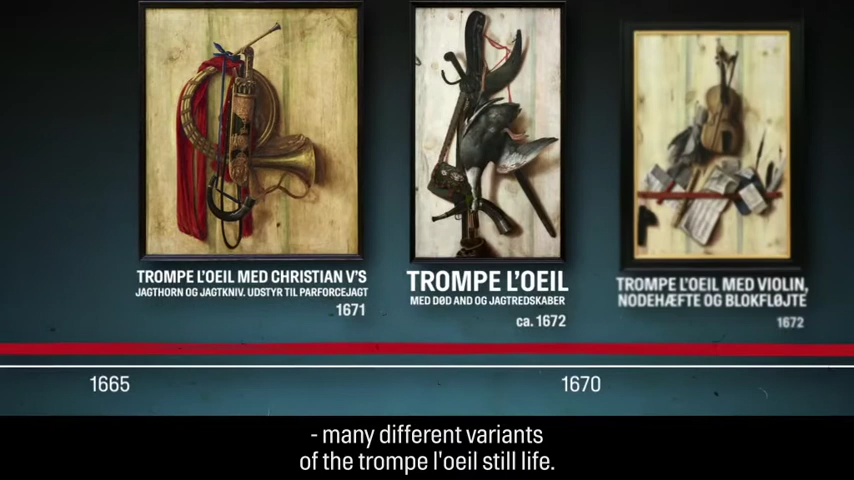 TROMPE L'OEIL MED CHRISTIAN V'S
JAGTHORN OG JAGTKNIV. UDSTYR TIL PARFORCEJAGT
1671
TROMPE L'OEIL
MED DØD AND OG JAGTREDSKABER
ca. 1672
TROMPE L'OEIL MED VIOLIN,
NODEHÆFTE OG BLOKFLØJTE
1672
1665
1670
- many different variants
of the trompe l'oeil still life.